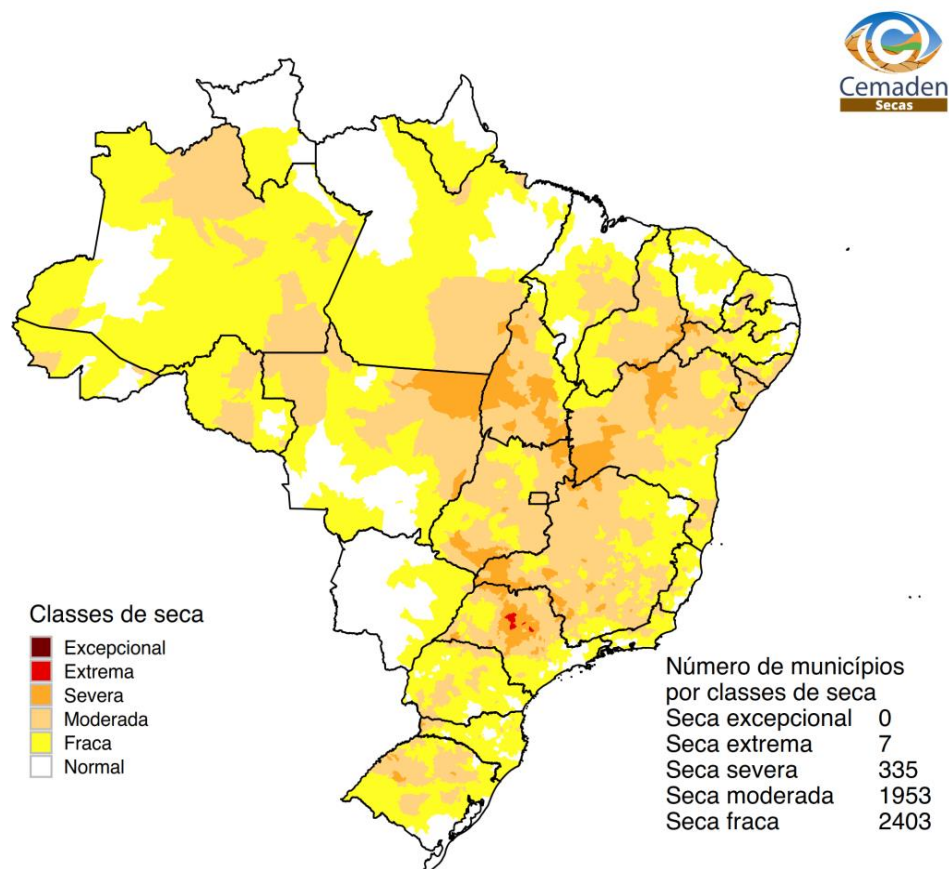 Cemaden
Secas
Classes de seca
Excepcional
Extrema
Severa
Moderada
Fraca
Normal
Número de municípios
por classes de seca
Seca excepcional 0
Seca extrema 7
Seca severa 335
Seca moderada 1953
Seca fraca 2403